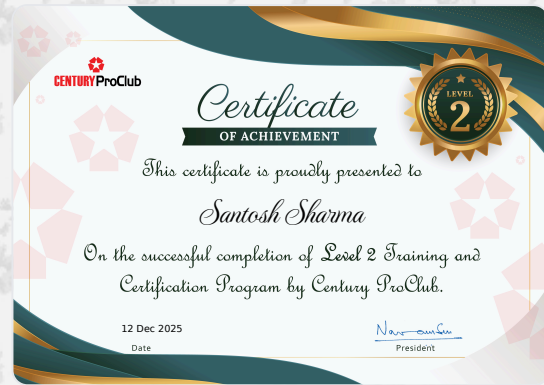 CENTURY ProClub
LEVEL
2
Certificate
OF ACHIEVEMENT
This certificate is proudly presented to
Santosh Sharma
On the successful completion of Level 2 Training and
Certification Program by Century ProClub.
12 Dec 2025
Date
President